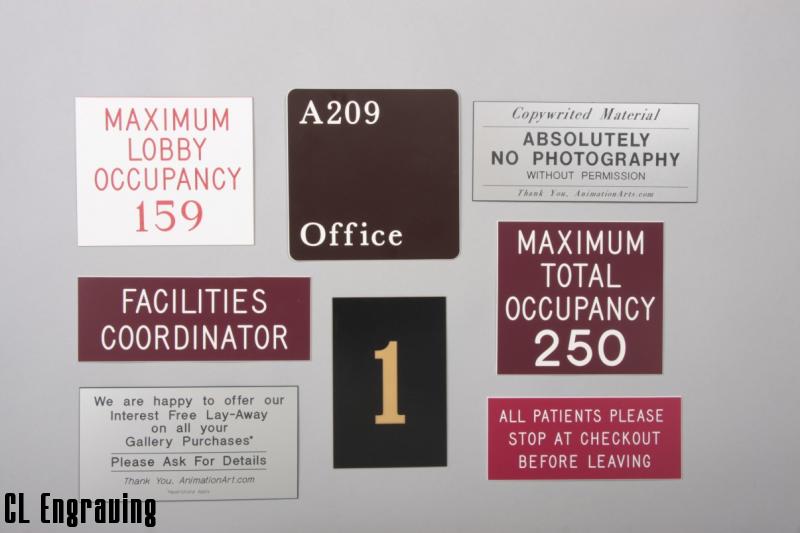 MAXIMUM
LOBBY
OCCUPANCY
159
A209
Office
Copywrited Material
ABSOLUTELY
NO PHOTOGRAPHY
WITHOUT PERMISSION
Thank You, AnimationArts.com
FACILITIES
COORDINATOR
1
MAXIMUM
TOTAL
OCCUPANCY
250
We are happy to offer our
Interest Free Lay-Away
on all your
Gallery Purchases*
Please Ask For Details
Thank You, AnimationArt.com
ALL PATIENTS PLEASE
STOP AT CHECKOUT
BEFORE LEAVING
CL Engraving